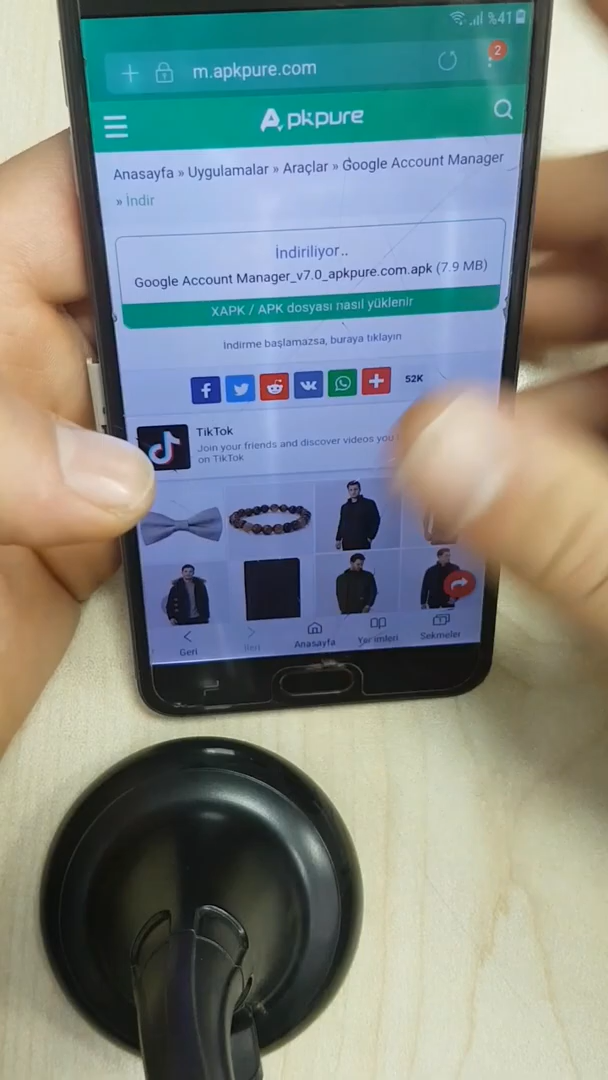 %41
m.apkpure.com
2
Apkpure
Anasayfa » Uygulamalar » Araçlar » Google Account Manager
» İndir
İndiriliyor..
Google Account Manager_v7.0_apkpure.com.apk (7.9 MB)
XAPK / APK dosyası nasıl yüklenir
İndirme başlamazsa, buraya tıklayın
52K
TikTok
Join your friends and discover videos you
on TikTok
Geri İleri Anasayfa Yer imleri Sekmeler